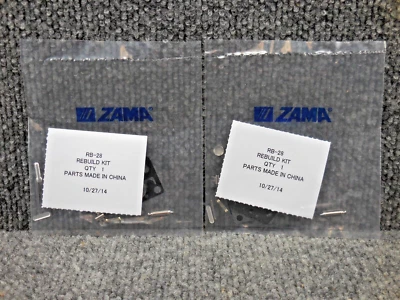 ZAMA
RB-28
REBUILD KIT
QTY 1
PARTS MADE IN CHINA
10/27/14
ZAMA
RB-28
REBUILD KIT
QTY 1
PARTS MADE IN CHINA
10/27/14